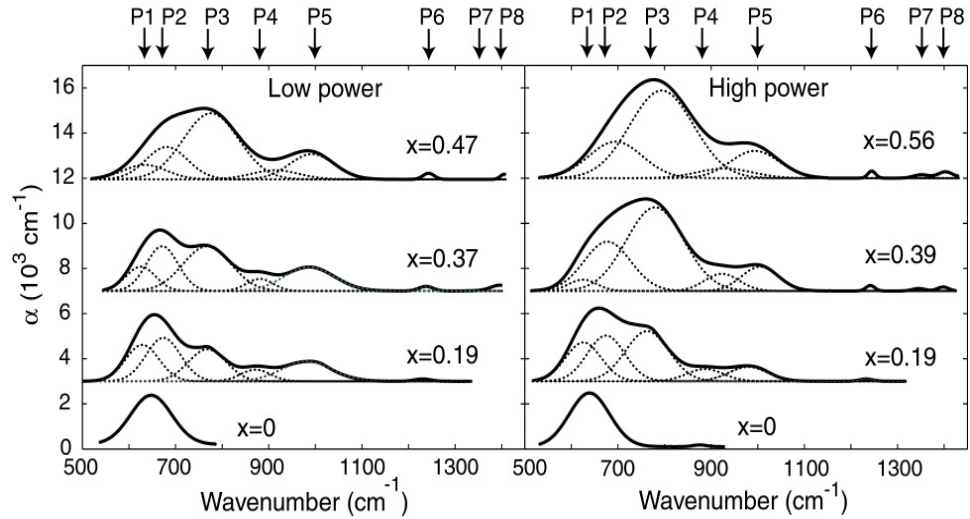 P1 P2 P3 P4 P5 P6 P7 P8 P1 P2 P3 P4 P5 P6 P7 P8
Low power High power
16
14
12
10
8
6
4
2
0
α (10³ cm⁻¹)
x=0.47 x=0.56
x=0.37 x=0.39
x=0.19 x=0.19
x=0 x=0
500 700 900 1100 1300 500 700 900 1100 1300
Wavenumber (cm⁻¹) Wavenumber (cm⁻¹)